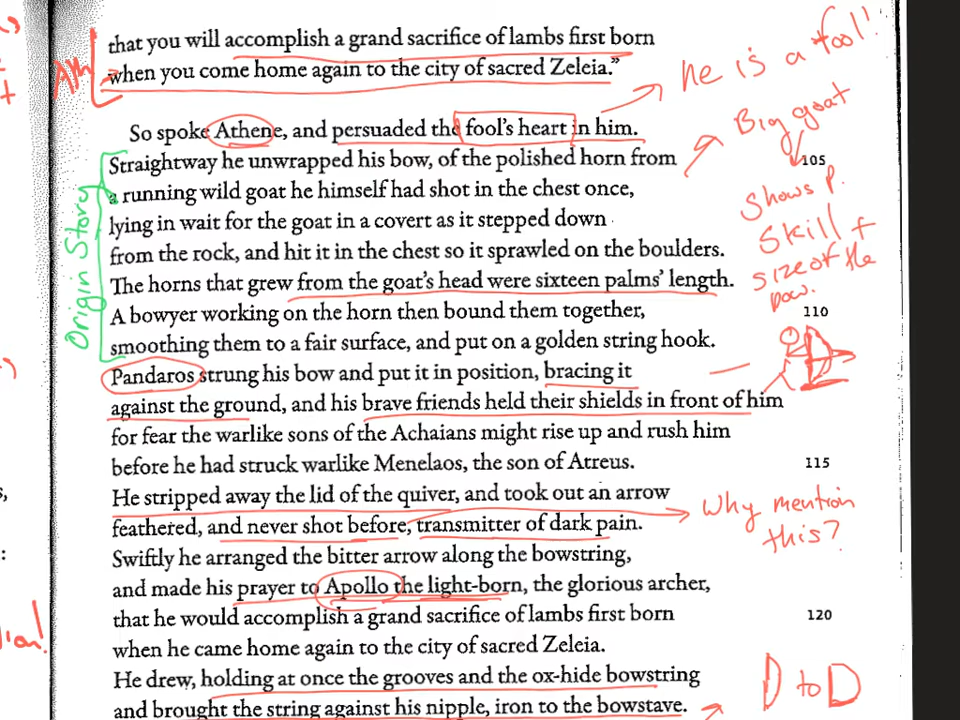 that you will accomplish a grand sacrifice of lambs first born
when you come home again to the city of sacred Zeleia.”
he is a fool!
So spoke Athene, and persuaded the fool's heart in him.
Big goat
Straightway he unwrapped his bow, of the polished horn from
105
a running wild goat he himself had shot in the chest once,
Shows P.
lying in wait for the goat in a covert as it stepped down
skill +
from the rock, and hit it in the chest so it sprawled on the boulders.
size of the
The horns that grew from the goat's head were sixteen palms' length.
bow.
A bowyer working on the horn then bound them together,
110
smoothing them to a fair surface, and put on a golden string hook.
Origin Story
Pandaros strung his bow and put it in position, bracing it
against the ground, and his brave friends held their shields in front of him
for fear the warlike sons of the Achaians might rise up and rush him
before he had struck warlike Menelaos, the son of Atreus.
115
He stripped away the lid of the quiver, and took out an arrow
feathered, and never shot before, transmitter of dark pain.
Why mention
this?
Swiftly he arranged the bitter arrow along the bowstring,
and made his prayer to Apollo the light-born, the glorious archer,
that he would accomplish a grand sacrifice of lambs first born
120
when he came home again to the city of sacred Zeleia.
He drew, holding at once the grooves and the ox-hide bowstring
D to D
and brought the string against his nipple, iron to the bowstave.